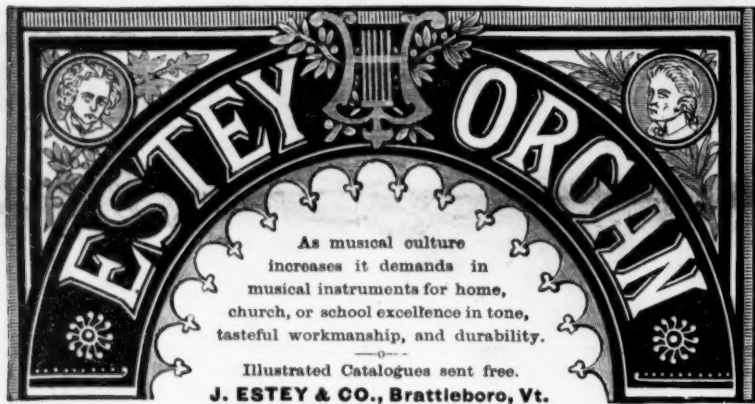 ESTEY ORGAN
As musical culture
increases it demands in
musical instruments for home,
church, or school excellence in tone,
tasteful workmanship, and durability.
Illustrated Catalogues sent free.
J. ESTEY & CO., Brattleboro, Vt.